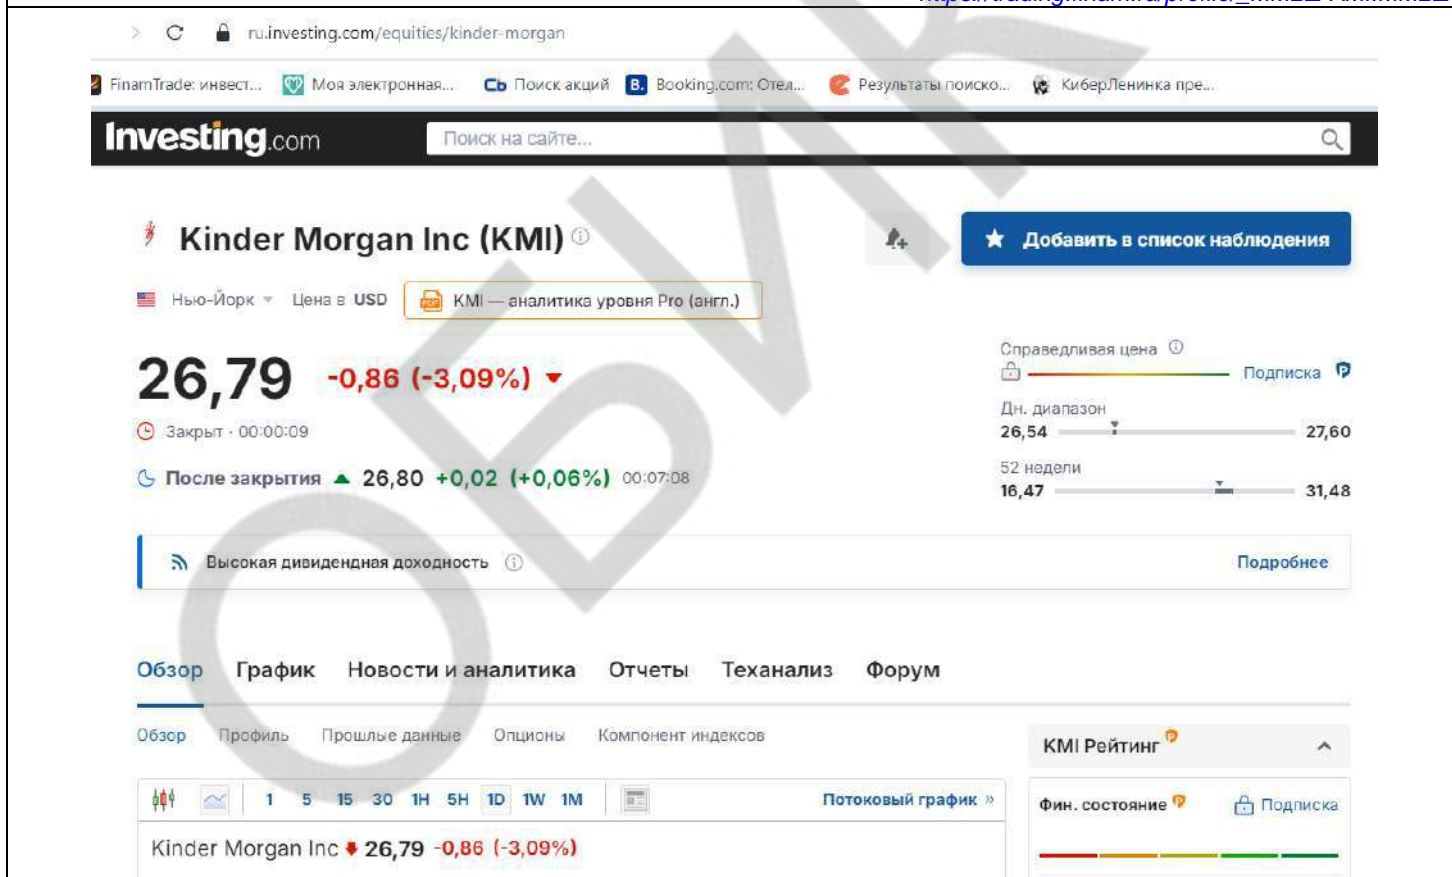 ru.investing.com/equities/kinder-morgan
FinamTrade: инвест... Моя электронная... Сь Поиск акций B. Booking.com: Отел... Результаты поиско... КиберЛенинка пре...
Investing.com Поиск на сайте...
Kinder Morgan Inc (KMI)
Добавить в список наблюдения
Нью-Йорк Цена в USD KMI — аналитика уровня Pro (англ.)
26,79 -0,86 (-3,09%)
Справедливая цена
Подписка
Закрыт · 00:00:09
Дн. диапазон
26,54 27,60
После закрытия 26,80 +0,02 (+0,06%) 00:07:08
52 недели
16,47 31,48
Высокая дивидендная доходность Подробнее
Обзор График Новости и аналитика Отчеты Теханализ Форум
Обзор Профиль Прошлые данные Опционы Компонент индексов
KMI Рейтинг
1 5 15 30 1H 5H 1D 1W 1M Потоковый график »
Фин. состояние Подписка
Kinder Morgan Inc 26,79 -0,86 (-3,09%)
ОБИК